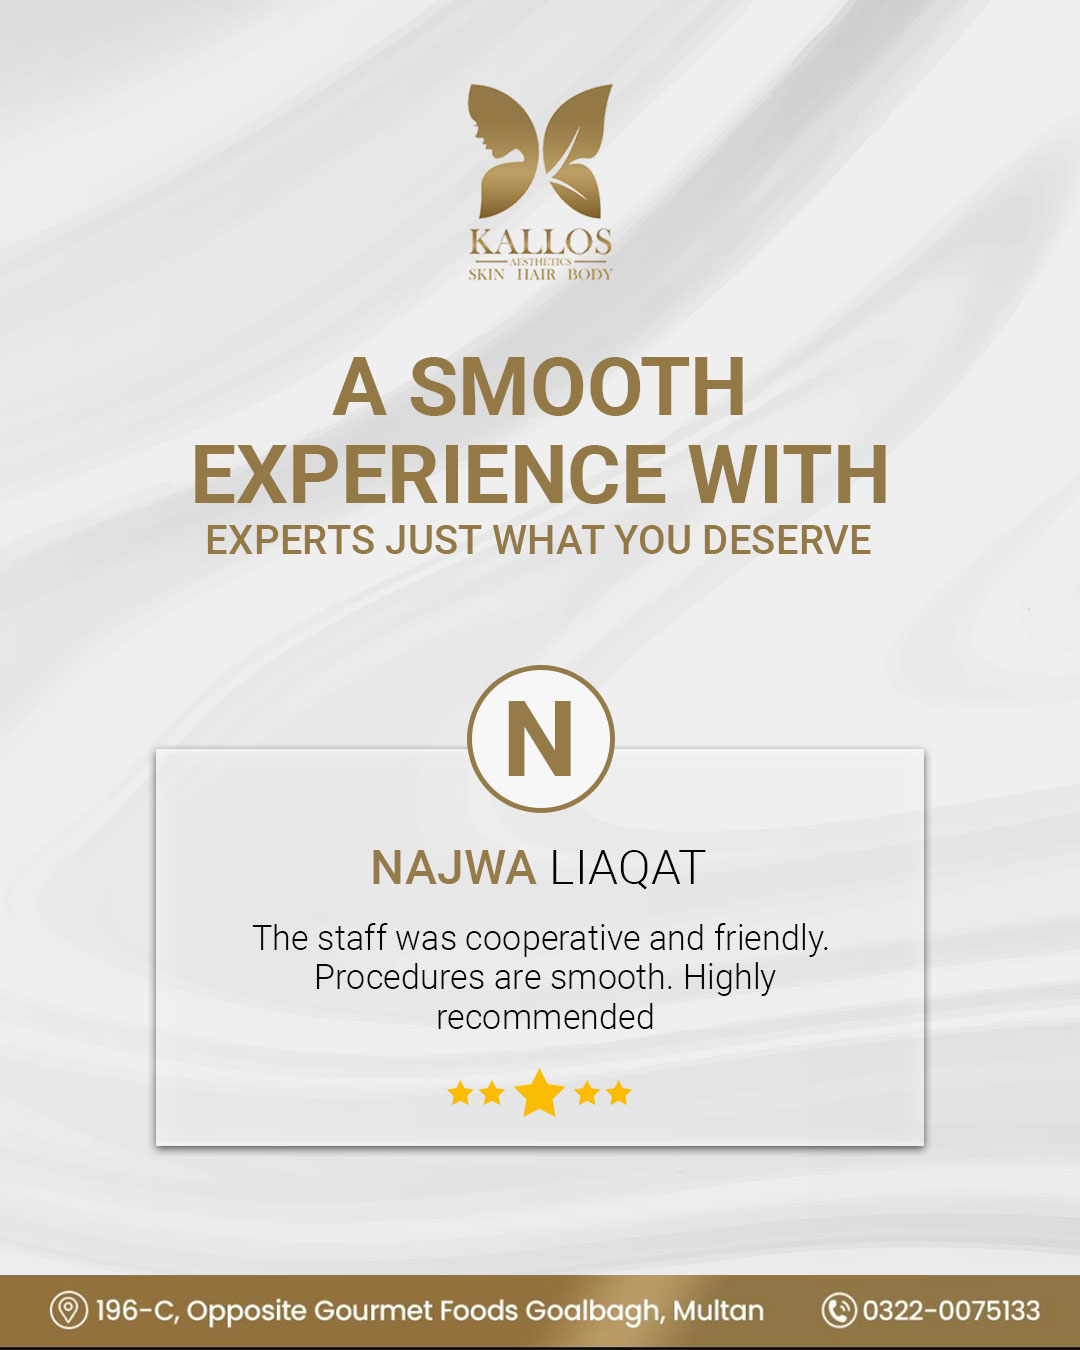 KALLOS
AESTHETICS
SKIN HAIR BODY
A SMOOTH
EXPERIENCE WITH
EXPERTS JUST WHAT YOU DESERVE
N
NAJWA LIAQAT
The staff was cooperative and friendly.
Procedures are smooth. Highly
recommended
196-C, Opposite Gourmet Foods Goalbagh, Multan
0322-0075133